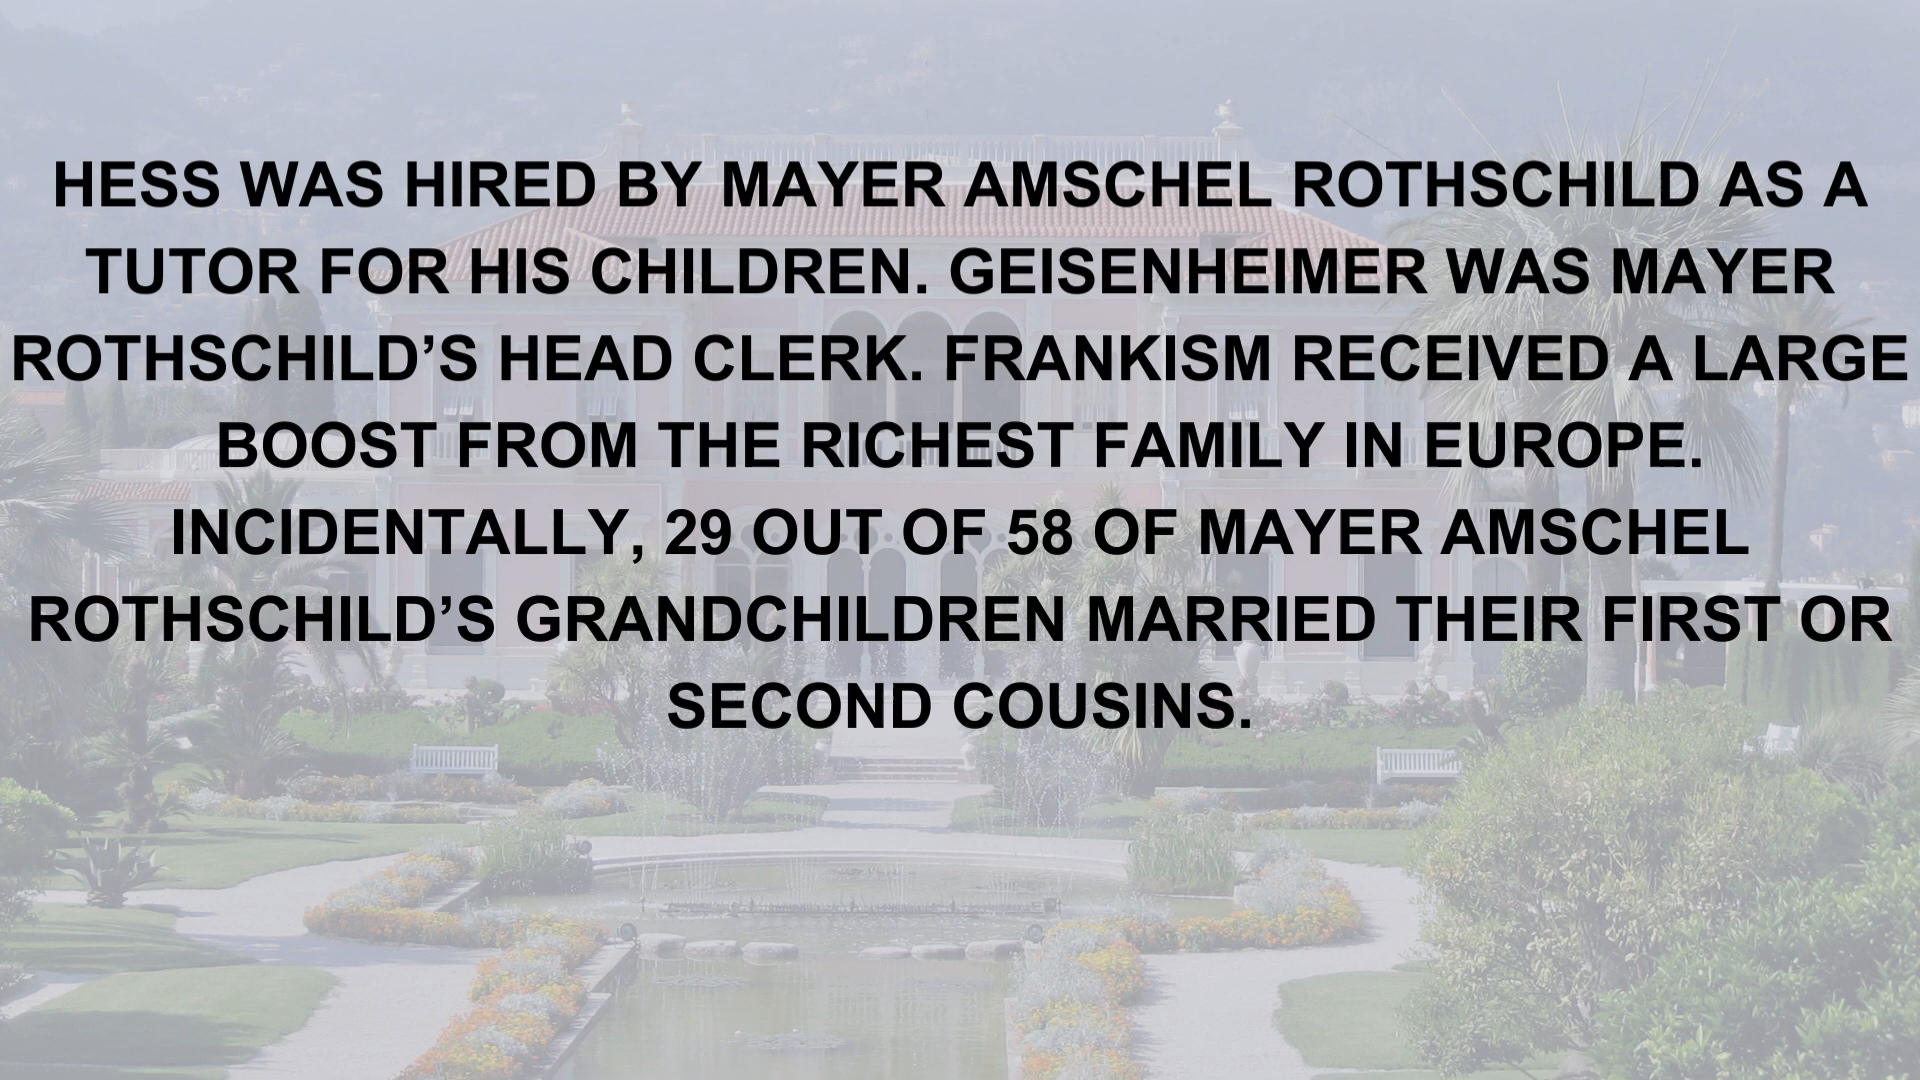 HESS WAS HIRED BY MAYER AMSCHEL ROTHSCHILD AS A
TUTOR FOR HIS CHILDREN. GEISENHEIMER WAS MAYER
ROTHSCHILD’S HEAD CLERK. FRANKISM RECEIVED A LARGE
BOOST FROM THE RICHEST FAMILY IN EUROPE.
INCIDENTALLY, 29 OUT OF 58 OF MAYER AMSCHEL
ROTHSCHILD’S GRANDCHILDREN MARRIED THEIR FIRST OR
SECOND COUSINS.